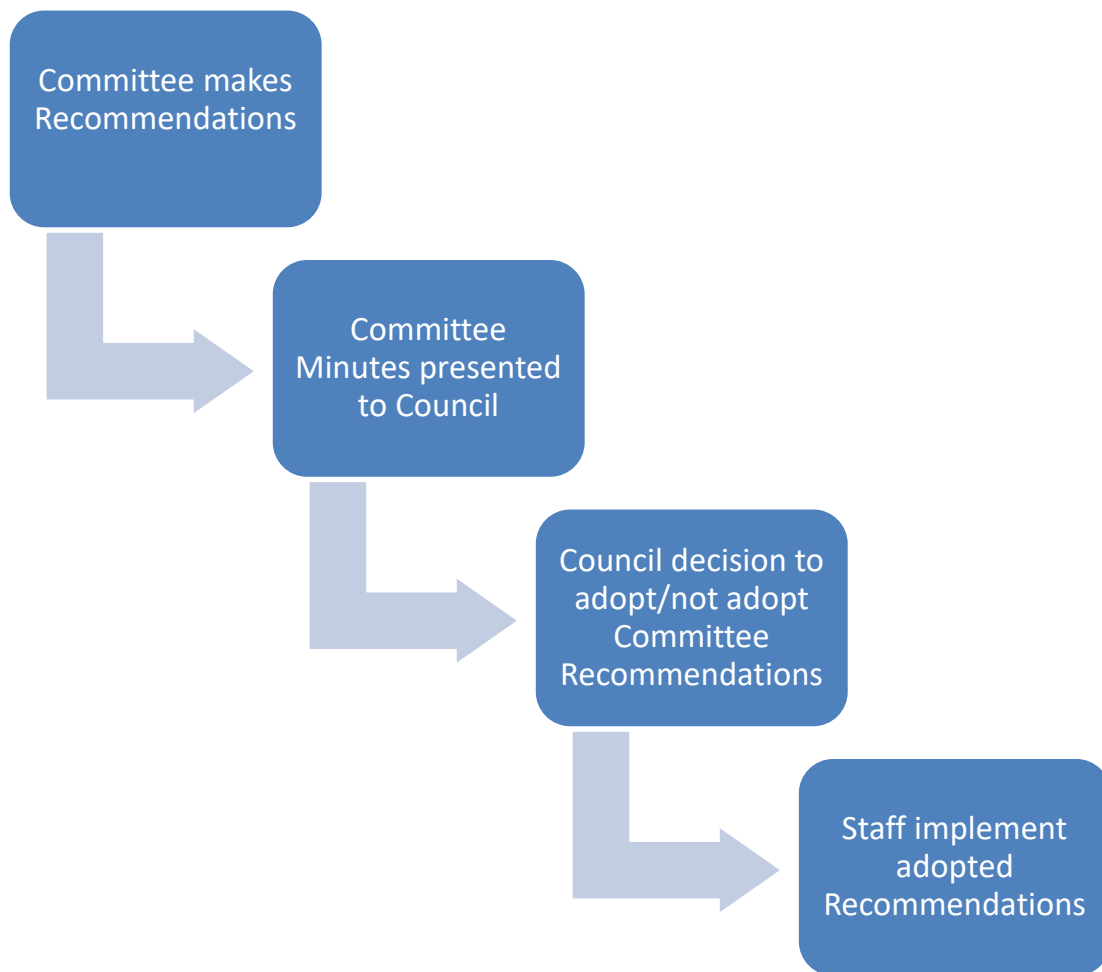 Committee makes
Recommendations
Committee
Minutes presented
to Council
Council decision to
adopt/not adopt
Committee
Recommendations
Staff implement
adopted
Recommendations